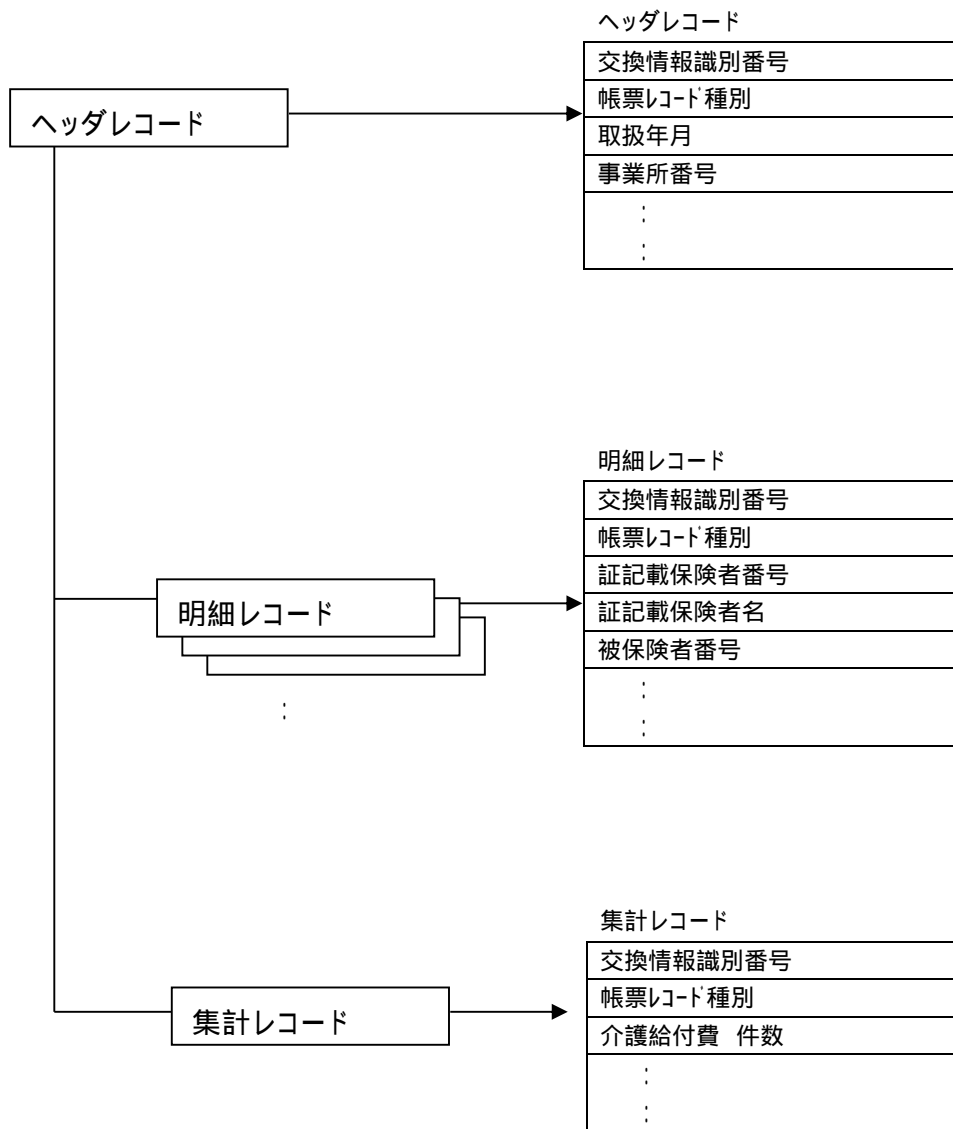 ヘッダレコード
ヘッダレコード
交換情報識別番号
帳票ﾚｺｰﾄﾞ種別
取扱年月
事業所番号
:
:
明細レコード
明細レコード
:
交換情報識別番号
帳票ﾚｺｰﾄﾞ種別
証記載保険者番号
証記載保険者名
被保険者番号
:
:
集計レコード
集計レコード
交換情報識別番号
帳票ﾚｺｰﾄﾞ種別
介護給付費 件数
:
: